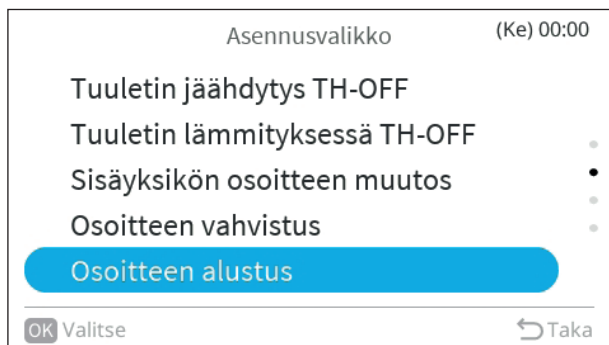 Asennusvalikko (Ke) 00:00
Tuuletin jäähdytys TH-OFF
Tuuletin lämmityksessä TH-OFF
Sisäyksikön osoitteen muutos
Osoitteen vahvistus
Osoitteen alustus
OK Valitse Taka